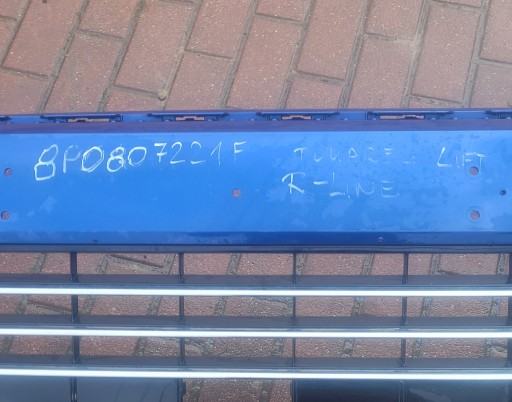 8P0807221F TOUAREG LIFT
R-LINE